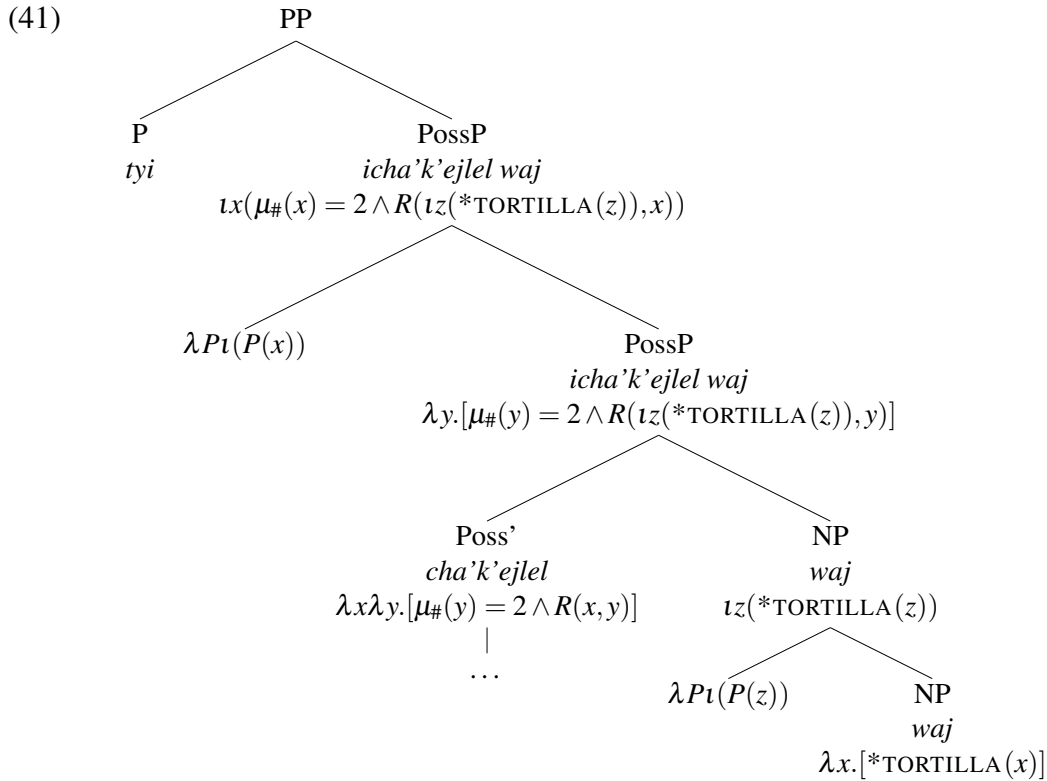 (41)
PP
P PossP
tyi icha'k'ejlel waj
ιx(μ#(x) = 2 ∧ R(ιz(*TORTILLA(z)), x))
λPι(P(x)) PossP
icha'k'ejlel waj
λy.[μ#(y) = 2 ∧ R(ιz(*TORTILLA(z)), y)]
Poss' NP
cha'k'ejlel waj
λxλy.[μ#(y) = 2 ∧ R(x, y)] ιz(*TORTILLA(z))
...
λPι(P(z)) NP
waj
λx.[*TORTILLA(x)]